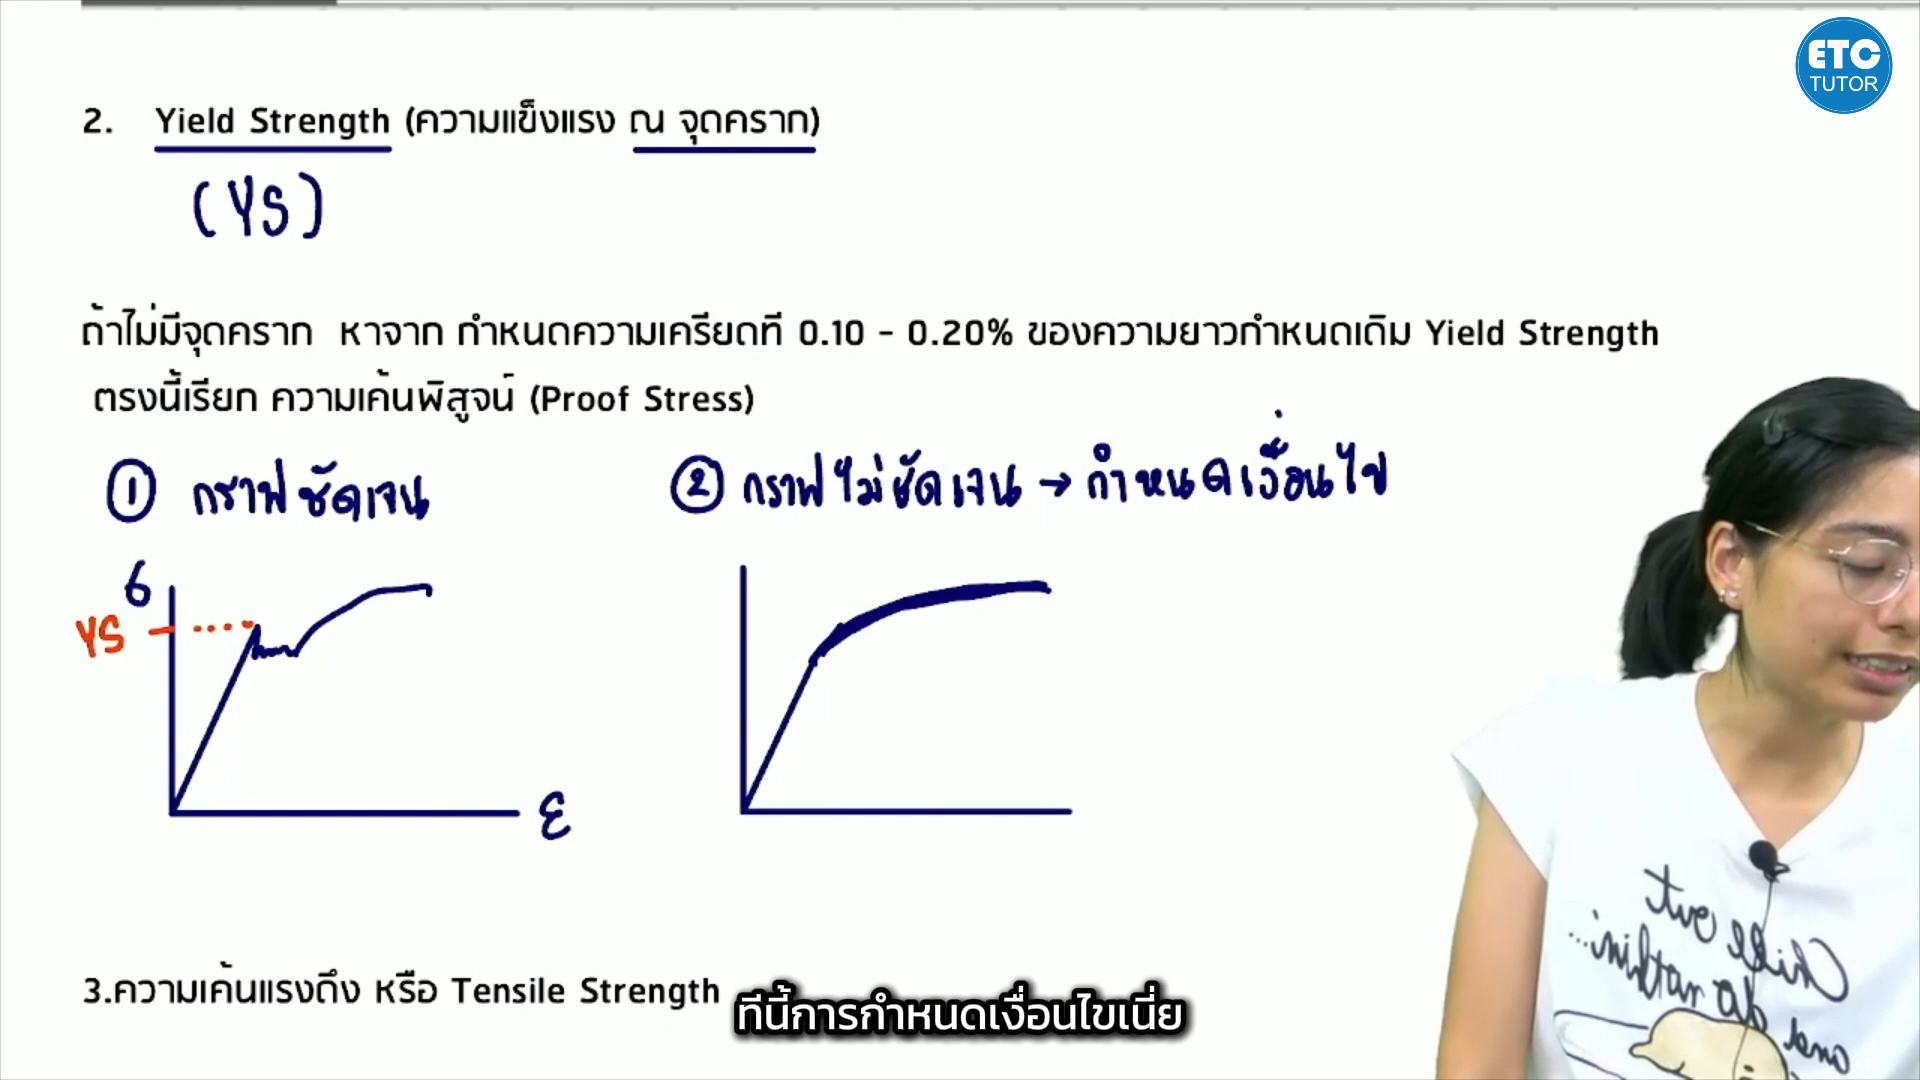 ETC
TUTOR
2. Yield Strength (ความแข็งแรง ณ จุดคราก)
(YS)
ถ้าไม่มีจุดคราก หาจาก กำหนดความเครียดที่ 0.10 - 0.20% ของความยาวกำหนดเดิม Yield Strength
ตรงนี้เรียก ความเค้นพิสูจน์ (Proof Stress)
① กราฟชัดเจน
② กราฟไม่ชัดเจน → กำหนดเงื่อนไข
σ
YS
ε
3.ความเค้นแรงดึง หรือ Tensile Strength
ทีนี้การกำหนดเงื่อนไขเนี่ย
Chill out
and do nothin'...